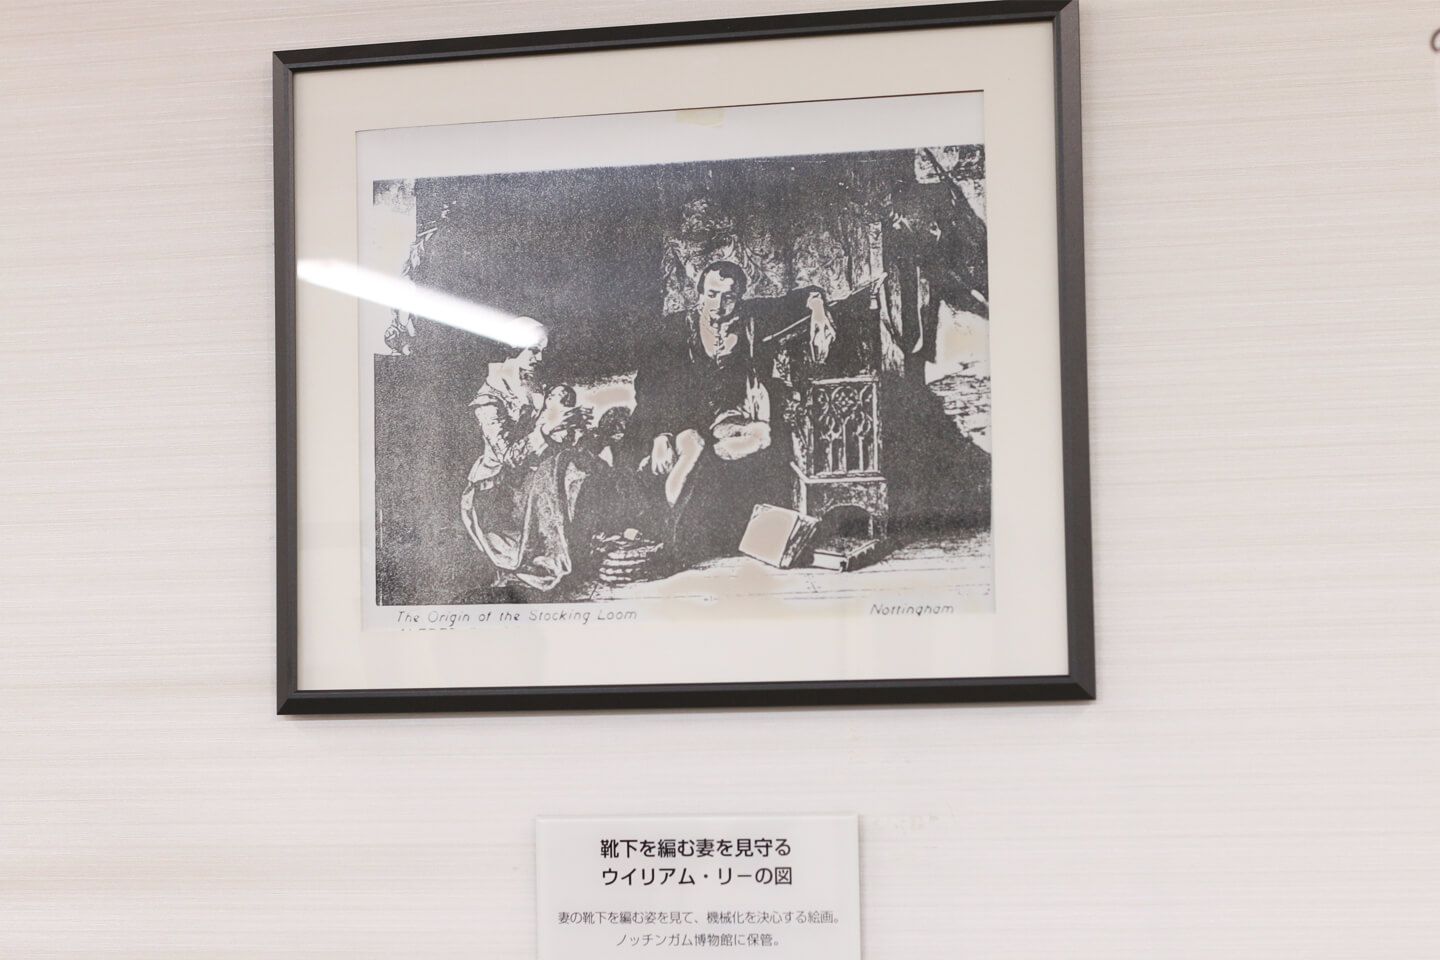 The Origin of the Stocking Loom
Nottingham
靴下を編む妻を見守る
ウイリアム・リーの図
妻の靴下を編む姿を見て、機械化を決心する絵画。
ノッチンガム博物館に保管。